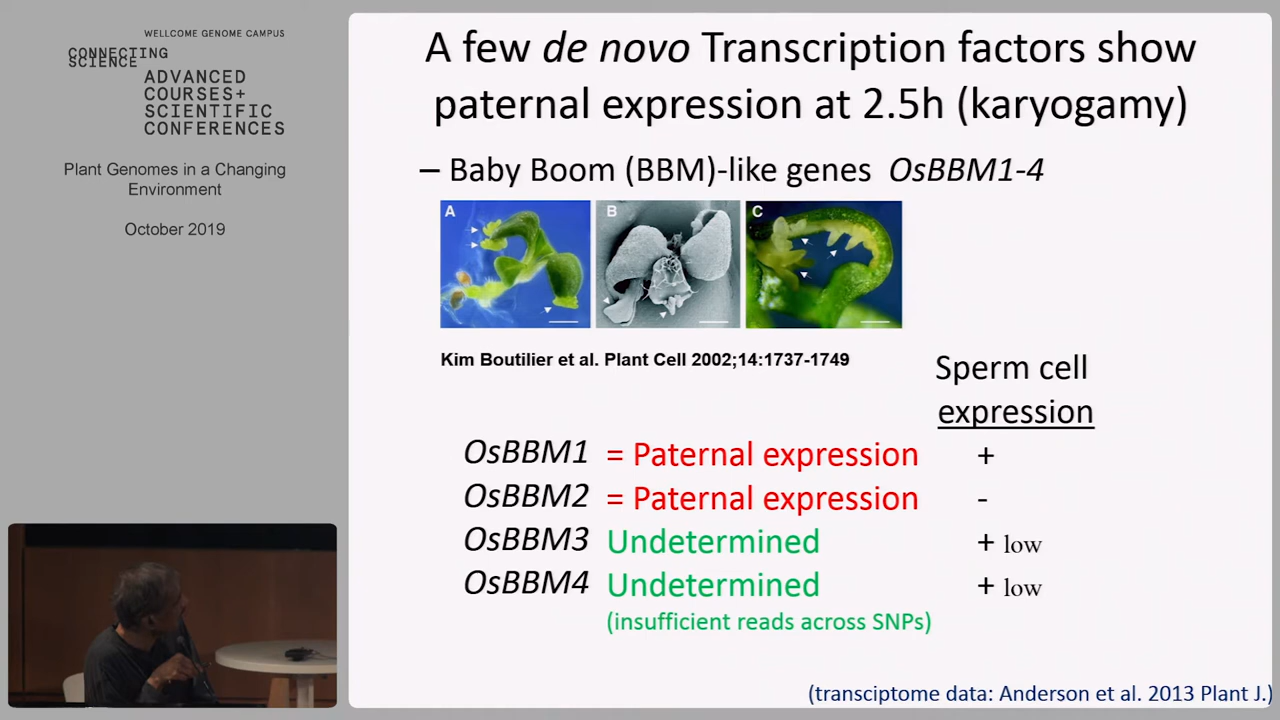 WELLCOME GENOME CAMPUS
CONNECTING
SCIENCE
ADVANCED
COURSES+
SCIENTIFIC
CONFERENCES
Plant Genomes in a Changing
Environment
October 2019
A few de novo Transcription factors show
paternal expression at 2.5h (karyogamy)
– Baby Boom (BBM)-like genes OsBBM1-4
A B C
Kim Boutilier et al. Plant Cell 2002;14:1737-1749
Sperm cell
expression
OsBBM1 = Paternal expression +
OsBBM2 = Paternal expression -
OsBBM3 Undetermined + low
OsBBM4 Undetermined + low
(insufficient reads across SNPs)
(transciptome data: Anderson et al. 2013 Plant J.)